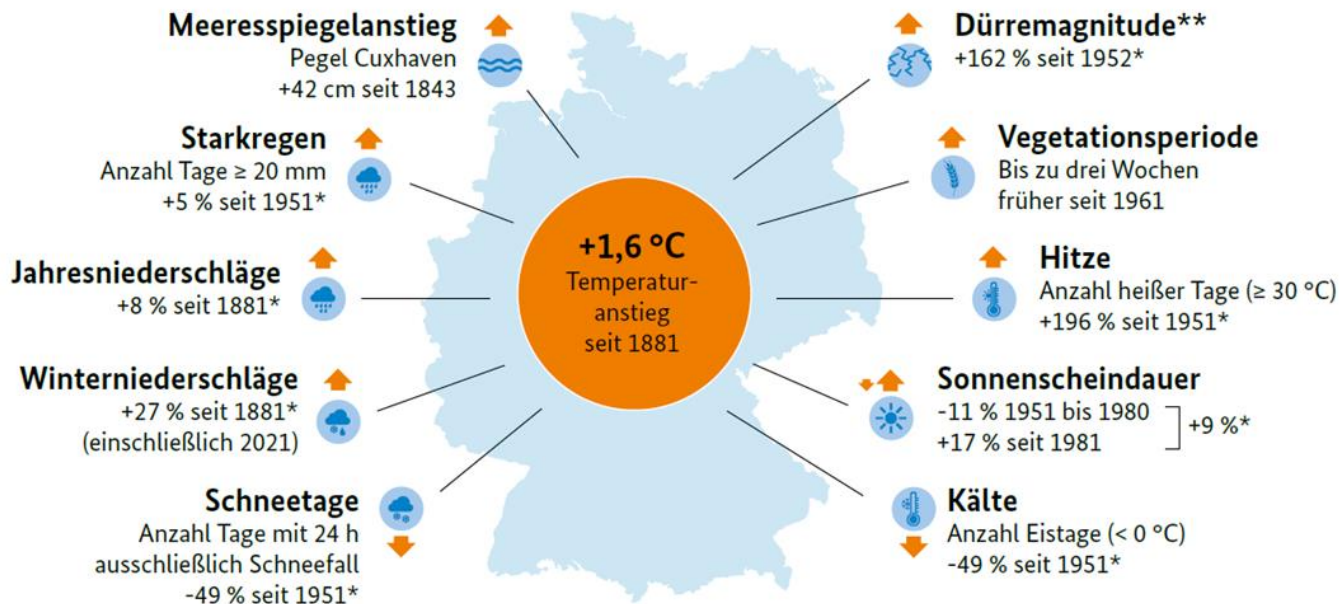 Meeresspiegelanstieg
Pegel Cuxhaven
+42 cm seit 1843
Starkregen
Anzahl Tage ≥ 20 mm
+5 % seit 1951*
Jahresniederschläge
+8 % seit 1881*
Winterniederschläge
+27 % seit 1881*
(einschließlich 2021)
Schneetage
Anzahl Tage mit 24 h
ausschließlich Schneefall
-49 % seit 1951*
+1,6 °C
Temperatur-
anstieg
seit 1881
Dürremagnitude**
+162 % seit 1952*
Vegetationsperiode
Bis zu drei Wochen
früher seit 1961
Hitze
Anzahl heißer Tage (≥ 30 °C)
+196 % seit 1951*
Sonnenscheindauer
-11 % 1951 bis 1980
+17 % seit 1981
+9 %*
Kälte
Anzahl Eistage (< 0 °C)
-49 % seit 1951*